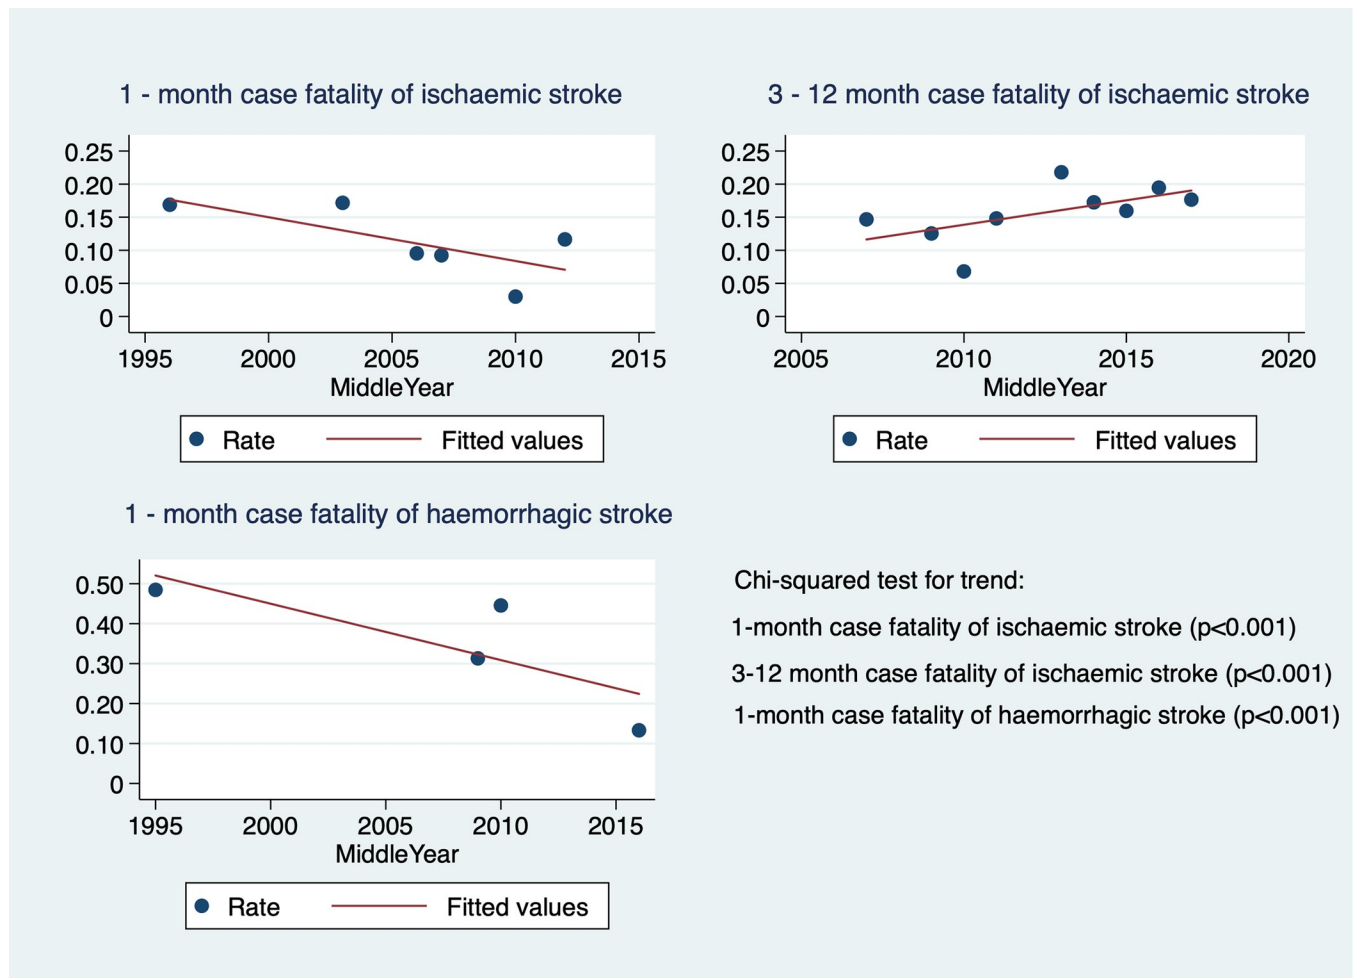 1 - month case fatality of ischaemic stroke
0.25
0.20
0.15
0.10
0.05
0
1995 2000 2005 2010 2015
MiddleYear
Rate Fitted values
3 - 12 month case fatality of ischaemic stroke
0.25
0.20
0.15
0.10
0.05
0
2005 2010 2015 2020
MiddleYear
Rate Fitted values
1 - month case fatality of haemorrhagic stroke
0.50
0.40
0.30
0.20
0.10
0
1995 2000 2005 2010 2015
MiddleYear
Rate Fitted values
Chi-squared test for trend:
1-month case fatality of ischaemic stroke (p<0.001)
3-12 month case fatality of ischaemic stroke (p<0.001)
1-month case fatality of haemorrhagic stroke (p<0.001)